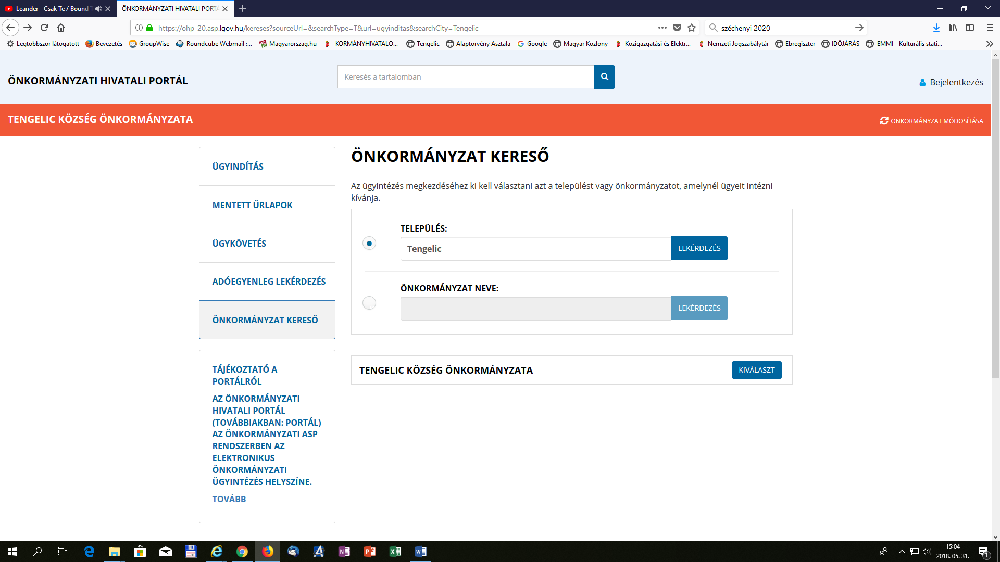 Leander - Csak Te / Bound T
ÖNKORMÁNYZATI HIVATALI PORTÁ
https://ohp-20.asp.lgov.hu/kereses?sourceUrl=&searchType=T&url=ugyinditas&searchCity=Tengelic
széchenyi 2020
Legtöbbször látogatott
Bevezetés
GroupWise
Roundcube Webmail :...
Magyarorszag.hu
KORMÁNYHIVATALO...
Tengelic
Alaptörvény Asztala
Google
Magyar Közlöny
Közigazgatási és Elektr...
Nemzeti Jogszabálytár
Ebregiszter
IDŐJÁRÁS
EMMI - Kulturális stati...
ÖNKORMÁNYZATI HIVATALI PORTÁL
Keresés a tartalomban
Bejelentkezés
TENGELIC KÖZSÉG ÖNKORMÁNYZATA
ÖNKORMÁNYZAT MÓDOSÍTÁSA
ÜGYINDÍTÁS
MENTETT ŰRLAPOK
ÜGYKÖVETÉS
ADÓEGYENLEG LEKÉRDEZÉS
ÖNKORMÁNYZAT KERESŐ
TÁJÉKOZTATÓ A
PORTÁLRÓL
AZ ÖNKORMÁNYZATI
HIVATALI PORTÁL
(TOVÁBBIAKBAN: PORTÁL)
AZ ÖNKORMÁNYZATI ASP
RENDSZERBEN AZ
ELEKTRONIKUS
ÖNKORMÁNYZATI
ÜGYINTÉZÉS HELYSZÍNE.
TOVÁBB
ÖNKORMÁNYZAT KERESŐ
Az ügyintézés megkezdéséhez ki kell választani azt a települést vagy önkormányzatot, amelynél ügyeit intézni
kívánja.
TELEPÜLÉS:
Tengelic
LEKÉRDEZÉS
ÖNKORMÁNYZAT NEVE:
LEKÉRDEZÉS
TENGELIC KÖZSÉG ÖNKORMÁNYZATA
KIVÁLASZT
15:04
2018. 05. 31.
1